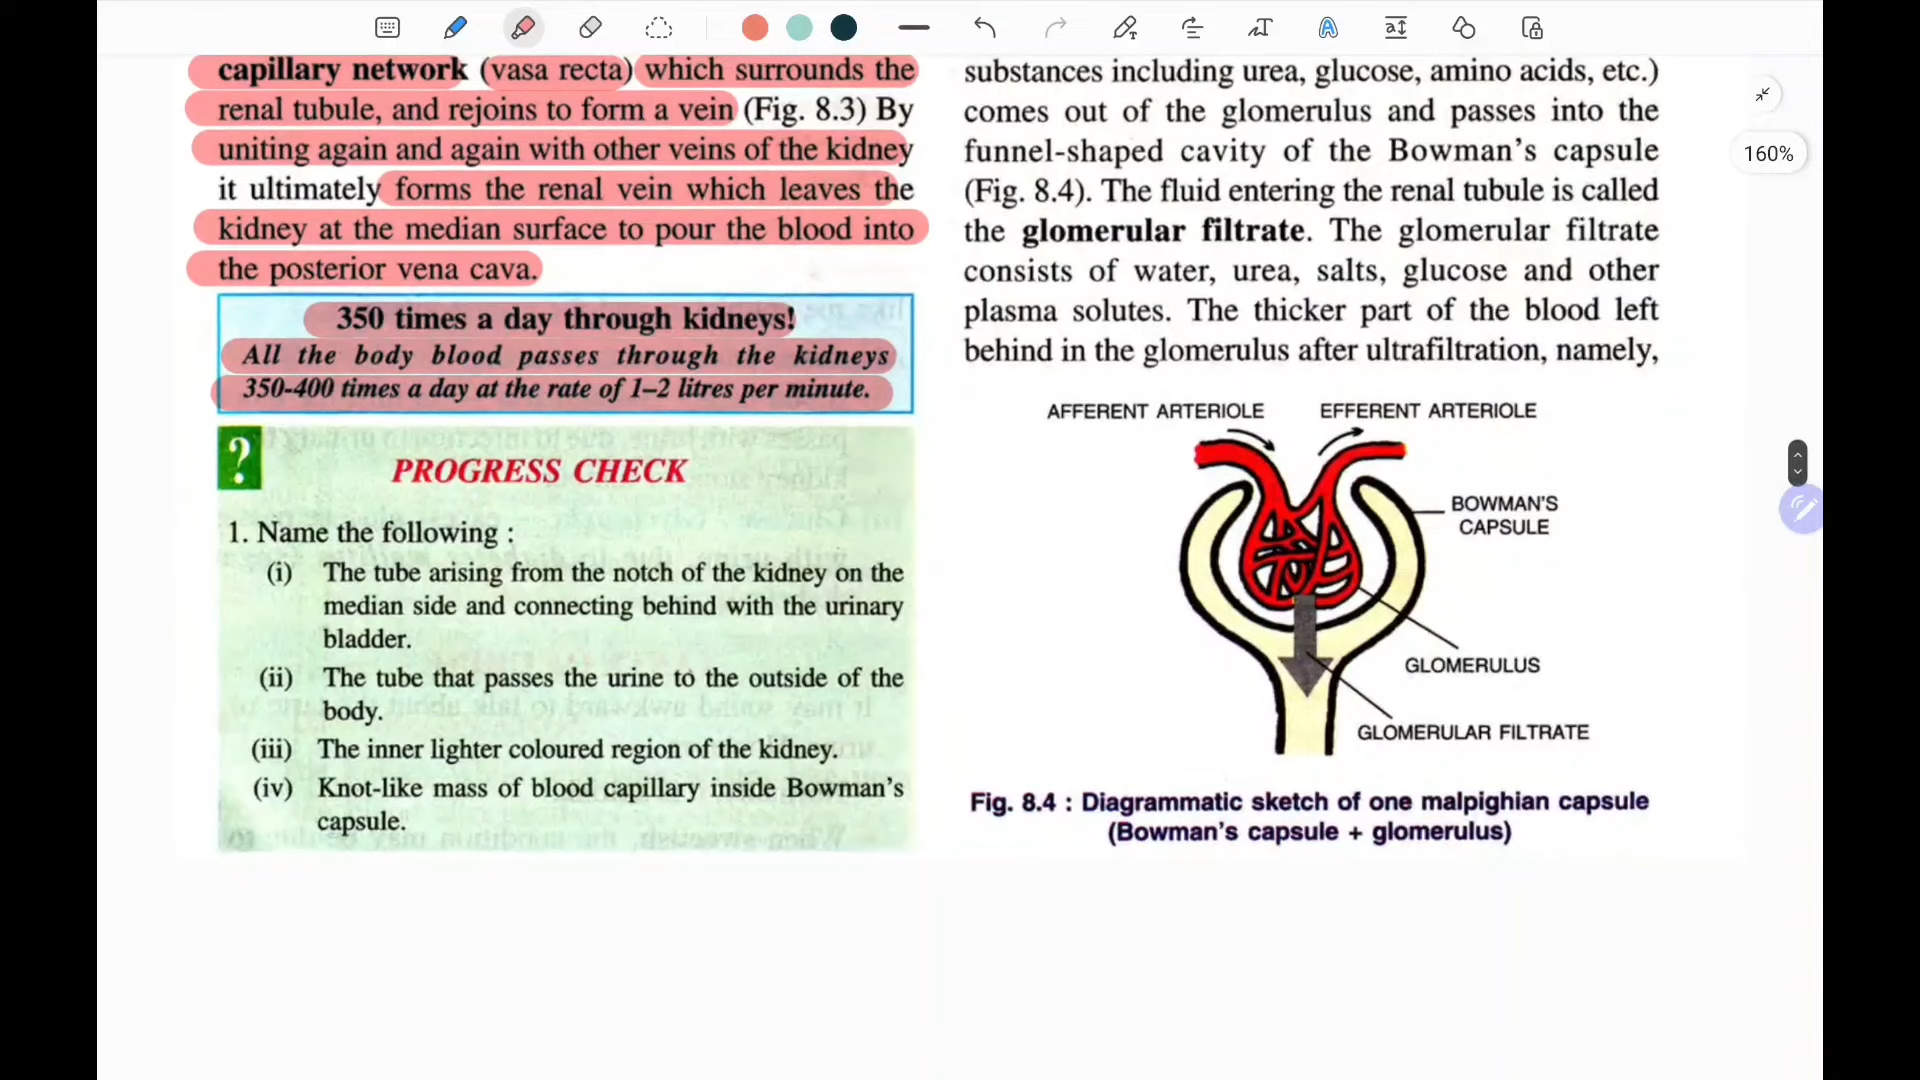 160%
capillary network (vasa recta) which surrounds the
renal tubule, and rejoins to form a vein (Fig. 8.3) By
uniting again and again with other veins of the kidney
it ultimately forms the renal vein which leaves the
kidney at the median surface to pour the blood into
the posterior vena cava.
350 times a day through kidneys!
All the body blood passes through the kidneys
350-400 times a day at the rate of 1–2 litres per minute.
?
PROGRESS CHECK
1. Name the following :
(i) The tube arising from the notch of the kidney on the
median side and connecting behind with the urinary
bladder.
(ii) The tube that passes the urine to the outside of the
body.
(iii) The inner lighter coloured region of the kidney.
(iv) Knot-like mass of blood capillary inside Bowman's
capsule.
substances including urea, glucose, amino acids, etc.)
comes out of the glomerulus and passes into the
funnel-shaped cavity of the Bowman's capsule
(Fig. 8.4). The fluid entering the renal tubule is called
the glomerular filtrate. The glomerular filtrate
consists of water, urea, salts, glucose and other
plasma solutes. The thicker part of the blood left
behind in the glomerulus after ultrafiltration, namely,
AFFERENT ARTERIOLE EFFERENT ARTERIOLE
BOWMAN'S
CAPSULE
GLOMERULUS
GLOMERULAR FILTRATE
Fig. 8.4 : Diagrammatic sketch of one malpighian capsule
(Bowman's capsule + glomerulus)